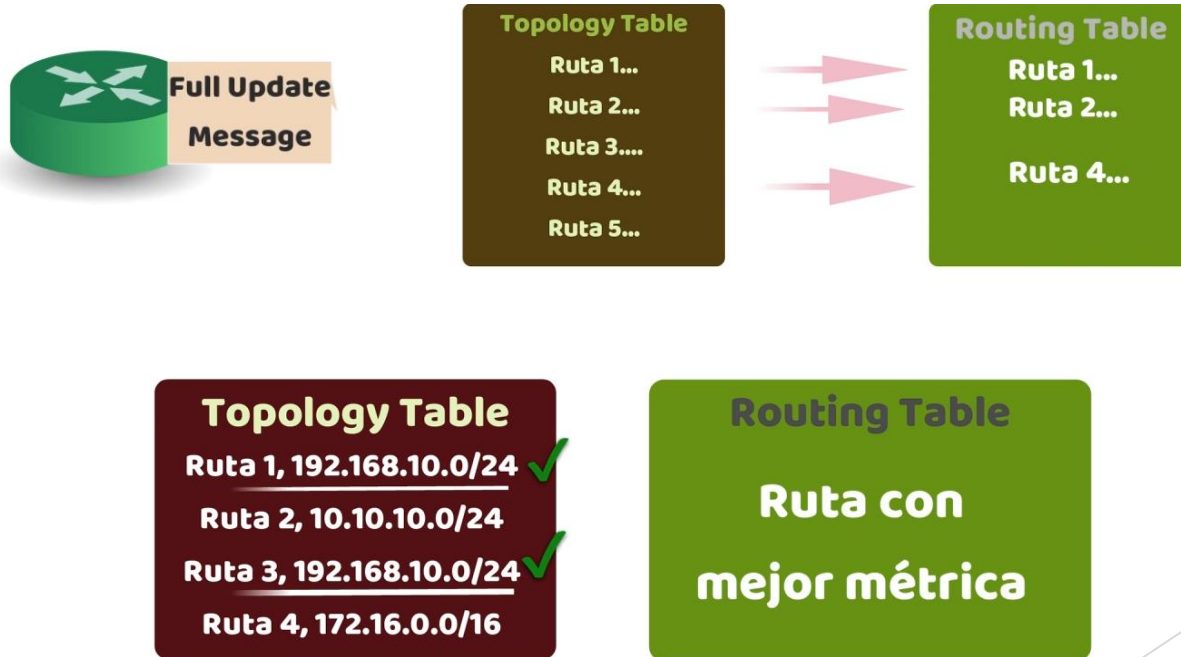 Full Update
Message
Topology Table
Ruta 1...
Ruta 2...
Ruta 3....
Ruta 4...
Ruta 5...
Routing Table
Ruta 1...
Ruta 2...
Ruta 4...
Topology Table
Ruta 1, 192.168.10.0/24
Ruta 2, 10.10.10.0/24
Ruta 3, 192.168.10.0/24
Ruta 4, 172.16.0.0/16
Routing Table
Ruta con
mejor métrica